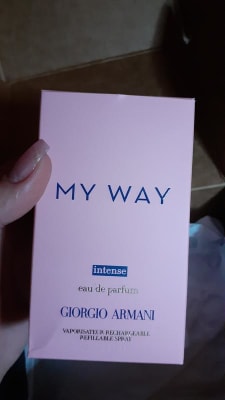 MY WAY
intense
eau de parfum
GIORGIO ARMANI
VAPORISATEUR RECHARGEABLE
REFILLABLE SPRAY